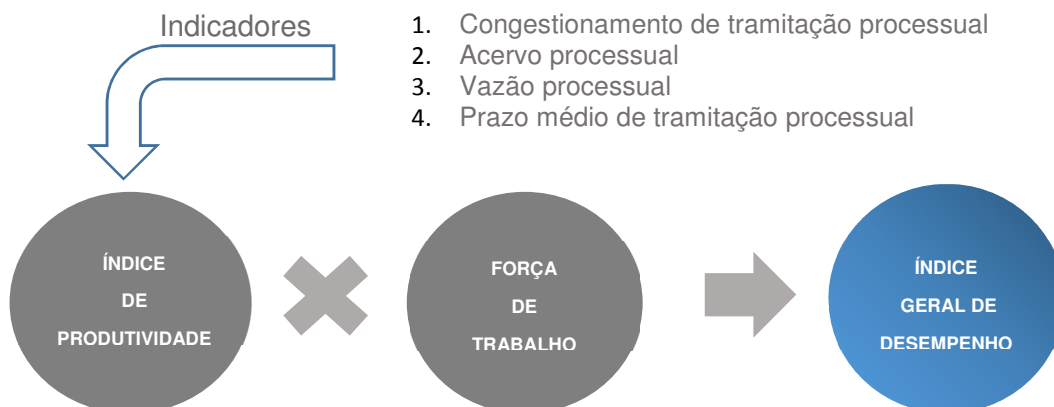 Indicadores
1. Congestionamento de tramitação processual
2. Acervo processual
3. Vazão processual
4. Prazo médio de tramitação processual
ÍNDICE
DE
PRODUTIVIDADE
FORÇA
DE
TRABALHO
ÍNDICE
GERAL DE
DESEMPENHO